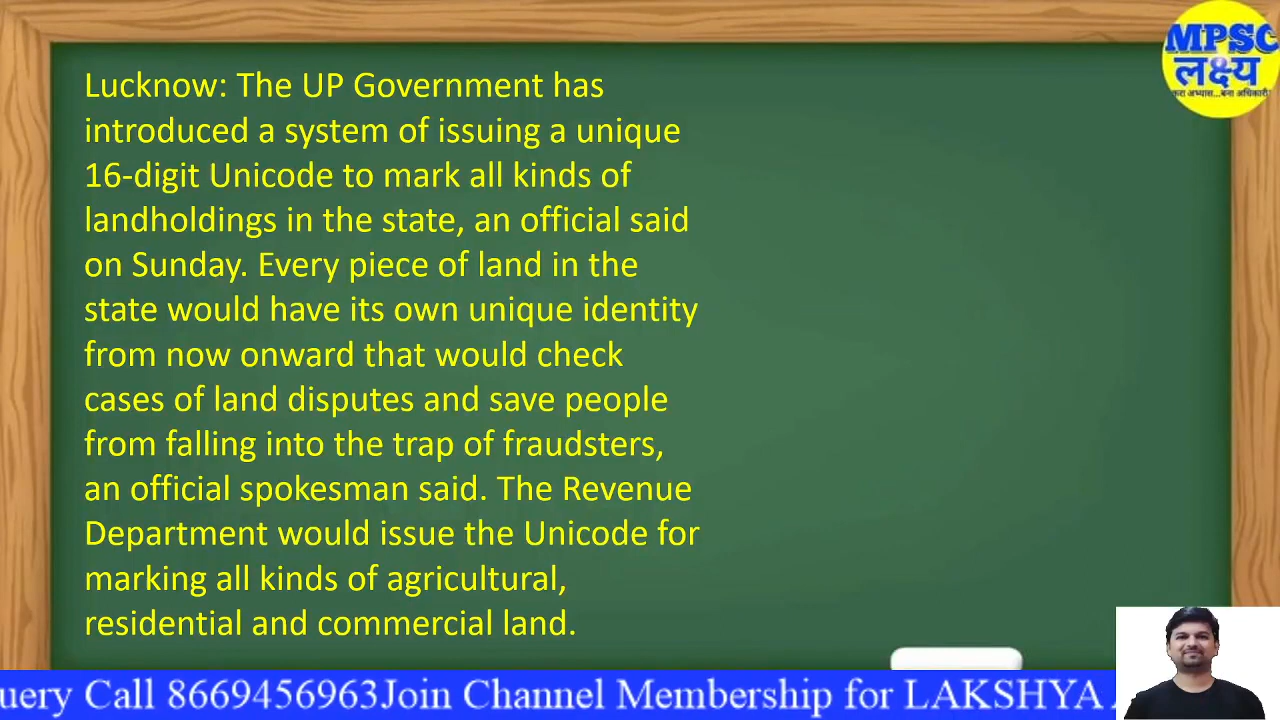 MPSC
लक्ष्य
करा अभ्यास...बना अधिकारी
Lucknow: The UP Government has
introduced a system of issuing a unique
16-digit Unicode to mark all kinds of
landholdings in the state, an official said
on Sunday. Every piece of land in the
state would have its own unique identity
from now onward that would check
cases of land disputes and save people
from falling into the trap of fraudsters,
an official spokesman said. The Revenue
Department would issue the Unicode for
marking all kinds of agricultural,
residential and commercial land.
uery Call 8669456963Join Channel Membership for LAKSHYA